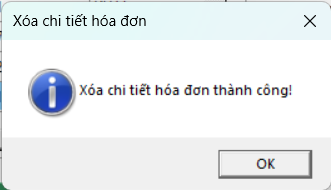 Xóa chi tiết hóa đơn
Xóa chi tiết hóa đơn thành công!
OK